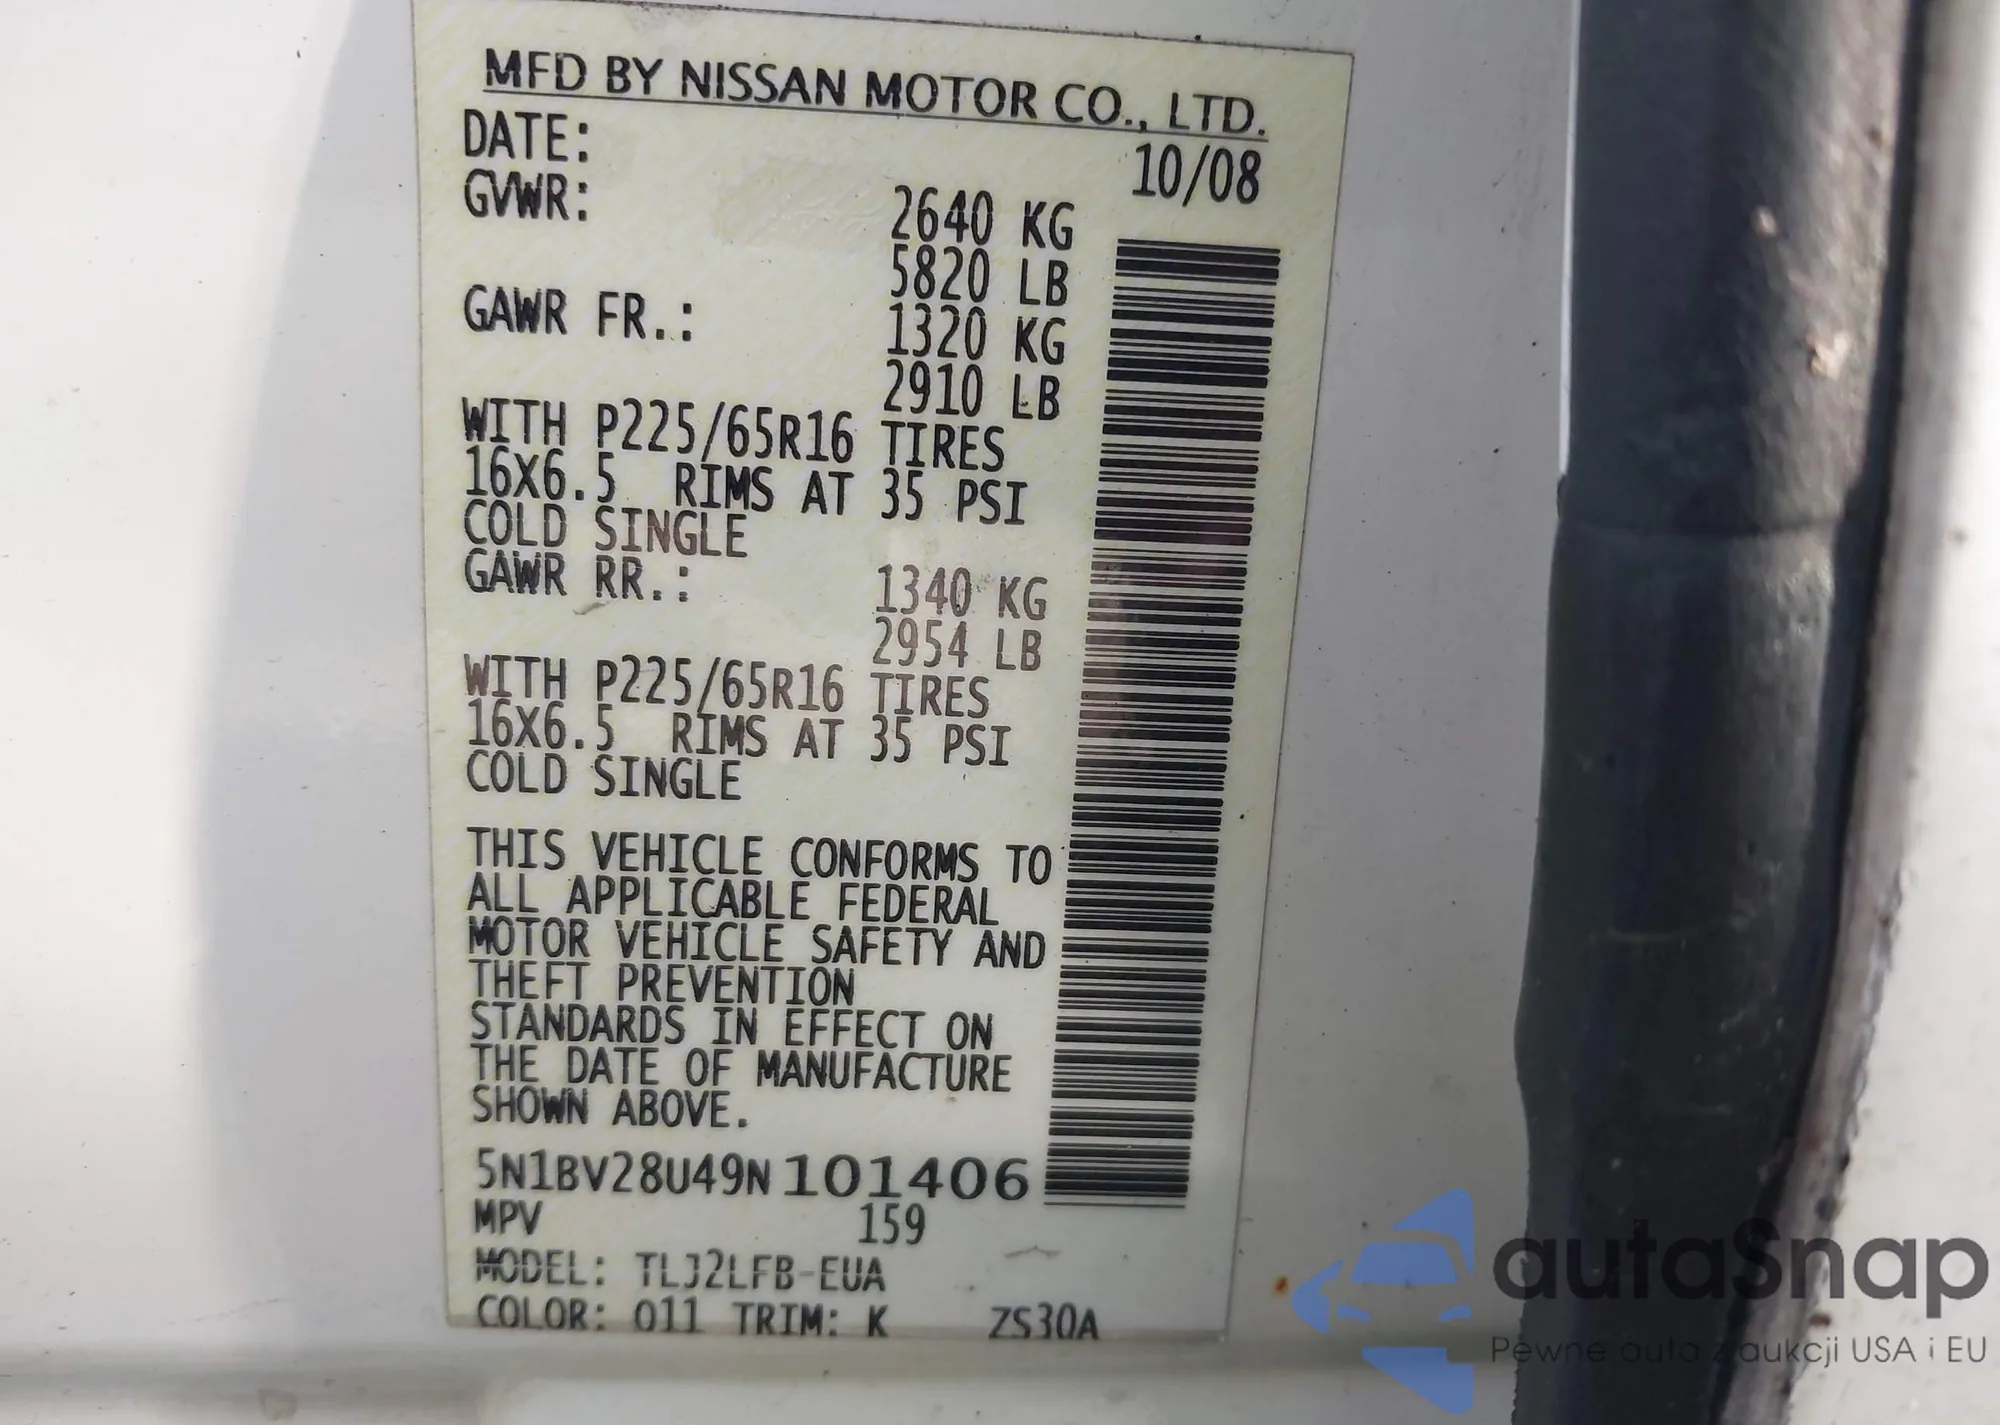 MFD BY NISSAN MOTOR CO., LTD.
DATE: 10/08
GVWR: 2640 KG
5820 LB
GAWR FR.: 1320 KG
2910 LB
WITH P225/65R16 TIRES
16X6.5 RIMS AT 35 PSI
COLD SINGLE
GAWR RR.: 1340 KG
2954 LB
WITH P225/65R16 TIRES
16X6.5 RIMS AT 35 PSI
COLD SINGLE
THIS VEHICLE CONFORMS TO
ALL APPLICABLE FEDERAL
MOTOR VEHICLE SAFETY AND
THEFT PREVENTION
STANDARDS IN EFFECT ON
THE DATE OF MANUFACTURE
SHOWN ABOVE.
5N1BV28U49N101406
MPV 159
MODEL: TLJ2LFB-EUA
COLOR: 011 TRIM: K ZS30A
autaSnap
Pewne auta z aukcji USA i EU